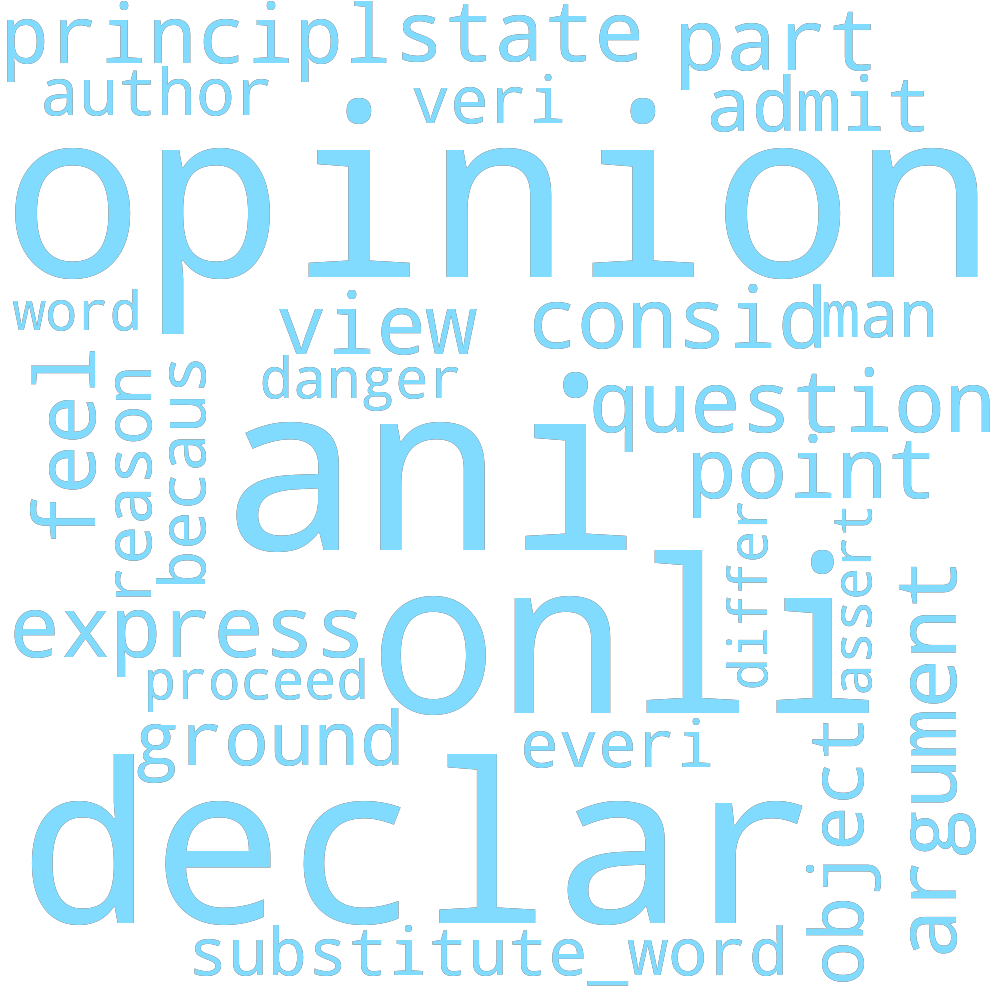 principl state part
author veri admit
opinion
word view consid man
danger
feel reason becaus
ani
question
point
onli
differ assert
express
proceed
argument
ground everi
object
declar
substitute_word